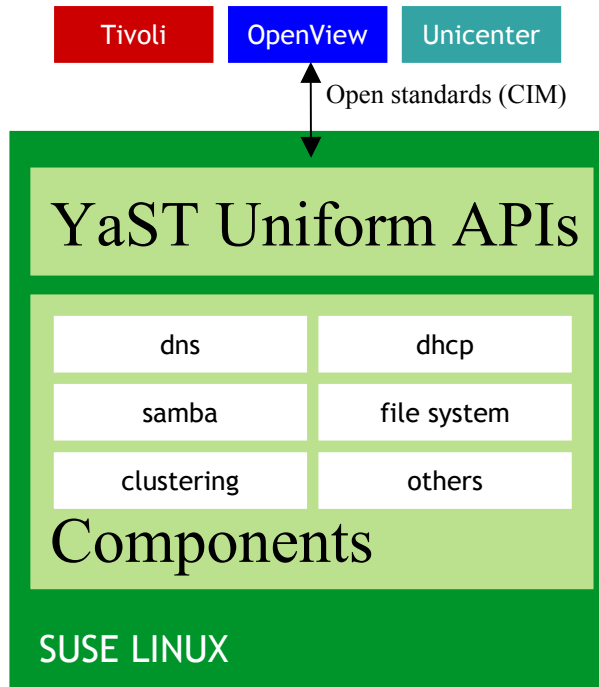 Tivoli
OpenView
Unicenter
Open standards (CIM)
YaST Uniform APIs
dns
dhcp
samba
file system
clustering
others
Components
SUSE LINUX